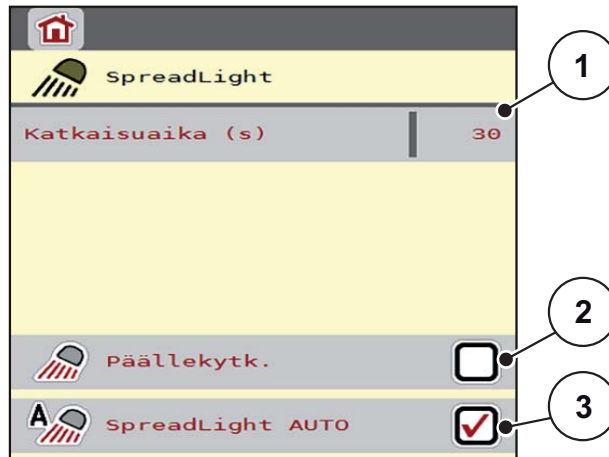 SpreadLight
1
Katkaisuaika (s) 30
Päällekytk.
2
A SpreadLight AUTO
3